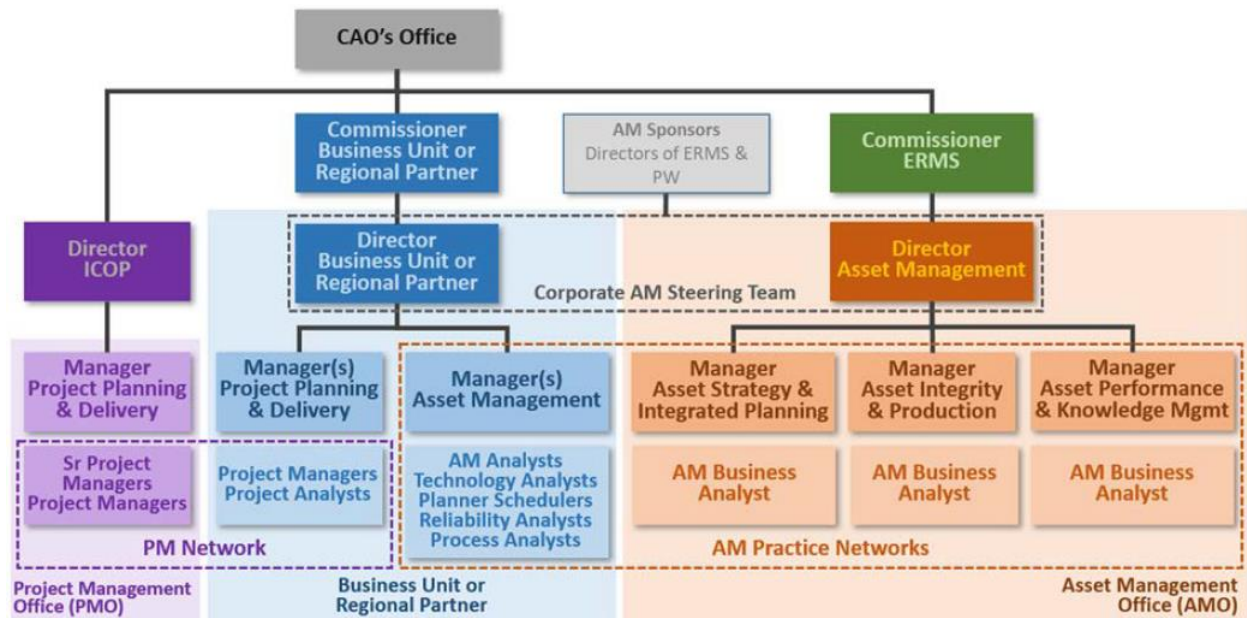 CAO's Office
Commissioner
Business Unit or
Regional Partner
AM Sponsors
Directors of ERMS &
PW
Commissioner
ERMS
Director
ICOP
Director
Business Unit or
Regional Partner
Director
Asset Management
Corporate AM Steering Team
Manager
Project Planning
& Delivery
Manager(s)
Project Planning
& Delivery
Manager(s)
Asset Management
Manager
Asset Strategy &
Integrated Planning
Manager
Asset Integrity
& Production
Manager
Asset Performance
& Knowledge Mgmt
Sr Project
Managers
Project Managers
Project Managers
Project Analysts
AM Analysts
Technology Analysts
Planner Schedulers
Reliability Analysts
Process Analysts
AM Business
Analyst
AM Business
Analyst
AM Business
Analyst
PM Network
AM Practice Networks
Project Management
Office (PMO)
Business Unit or
Regional Partner
Asset Management
Office (AMO)